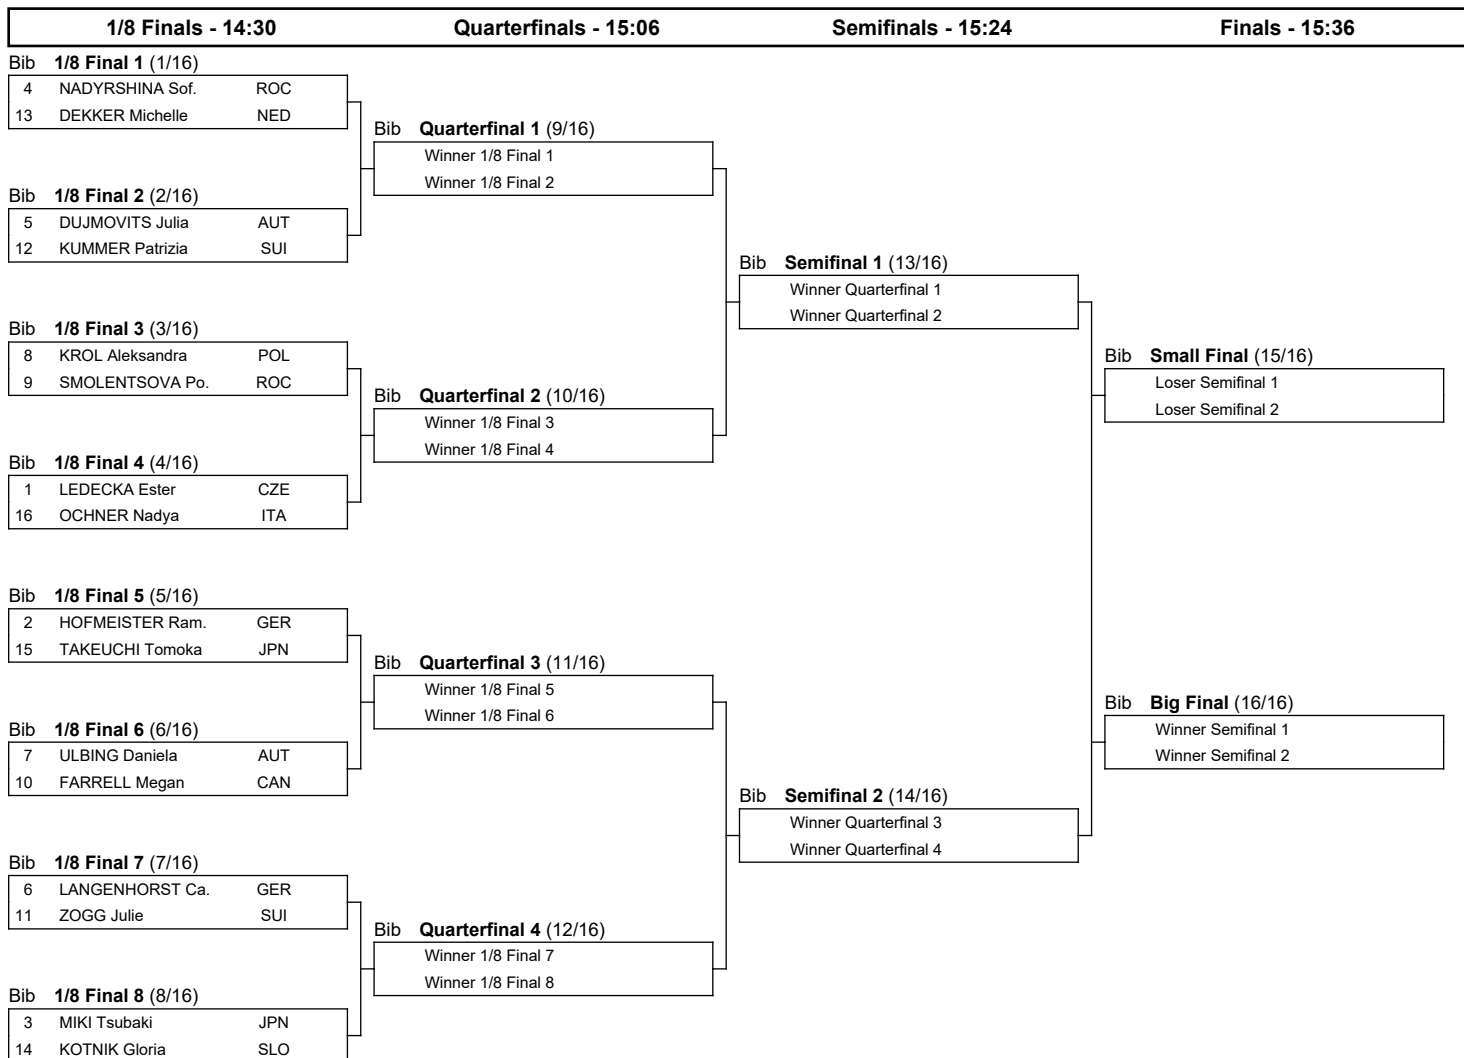 1/8 Finals - 14:30 Quarterfinals - 15:06 Semifinals - 15:24 Finals - 15:36
Bib 1/8 Final 1 (1/16)
4 NADYRSHINA Sof. ROC
13 DEKKER Michelle NED
Bib 1/8 Final 2 (2/16)
5 DUJMOVITS Julia AUT
12 KUMMER Patrizia SUI
Bib 1/8 Final 3 (3/16)
8 KROL Aleksandra POL
9 SMOLENTSOVA Po. ROC
Bib 1/8 Final 4 (4/16)
1 LEDECKA Ester CZE
16 OCHNER Nadya ITA
Bib 1/8 Final 5 (5/16)
2 HOFMEISTER Ram. GER
15 TAKEUCHI Tomoka JPN
Bib 1/8 Final 6 (6/16)
7 ULBING Daniela AUT
10 FARRELL Megan CAN
Bib 1/8 Final 7 (7/16)
6 LANGENHORST Ca. GER
11 ZOGG Julie SUI
Bib 1/8 Final 8 (8/16)
3 MIKI Tsubaki JPN
14 KOTNIK Gloria SLO
Bib Quarterfinal 1 (9/16)
Winner 1/8 Final 1
Winner 1/8 Final 2
Bib Quarterfinal 2 (10/16)
Winner 1/8 Final 3
Winner 1/8 Final 4
Bib Quarterfinal 3 (11/16)
Winner 1/8 Final 5
Winner 1/8 Final 6
Bib Quarterfinal 4 (12/16)
Winner 1/8 Final 7
Winner 1/8 Final 8
Bib Semifinal 1 (13/16)
Winner Quarterfinal 1
Winner Quarterfinal 2
Bib Semifinal 2 (14/16)
Winner Quarterfinal 3
Winner Quarterfinal 4
Bib Small Final (15/16)
Loser Semifinal 1
Loser Semifinal 2
Bib Big Final (16/16)
Winner Semifinal 1
Winner Semifinal 2